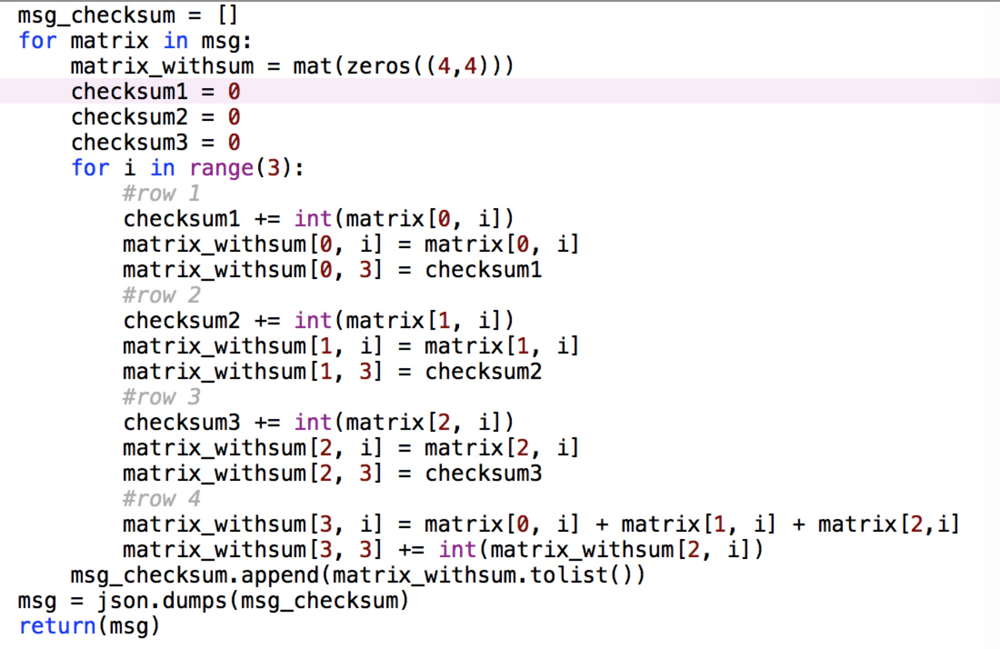 msg_checksum = []
for matrix in msg:
    matrix_withsum = mat(zeros((4,4)))
    checksum1 = 0
    checksum2 = 0
    checksum3 = 0
    for i in range(3):
        #row 1
        checksum1 += int(matrix[0, i])
        matrix_withsum[0, i] = matrix[0, i]
        matrix_withsum[0, 3] = checksum1
        #row 2
        checksum2 += int(matrix[1, i])
        matrix_withsum[1, i] = matrix[1, i]
        matrix_withsum[1, 3] = checksum2
        #row 3
        checksum3 += int(matrix[2, i])
        matrix_withsum[2, i] = matrix[2, i]
        matrix_withsum[2, 3] = checksum3
        #row 4
        matrix_withsum[3, i] = matrix[0, i] + matrix[1, i] + matrix[2,i]
        matrix_withsum[3, 3] += int(matrix_withsum[2, i])
    msg_checksum.append(matrix_withsum.tolist())
msg = json.dumps(msg_checksum)
return(msg)